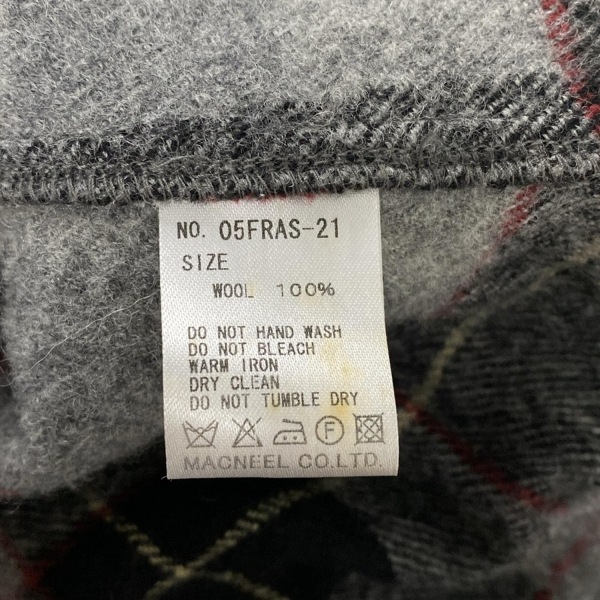 NO. 05FRAS-21
SIZE
WOOL 100%
DO NOT HAND WASH
DO NOT BLEACH
WARM IRON
DRY CLEAN
DO NOT TUMBLE DRY
F
MACNEEL CO.LTD.